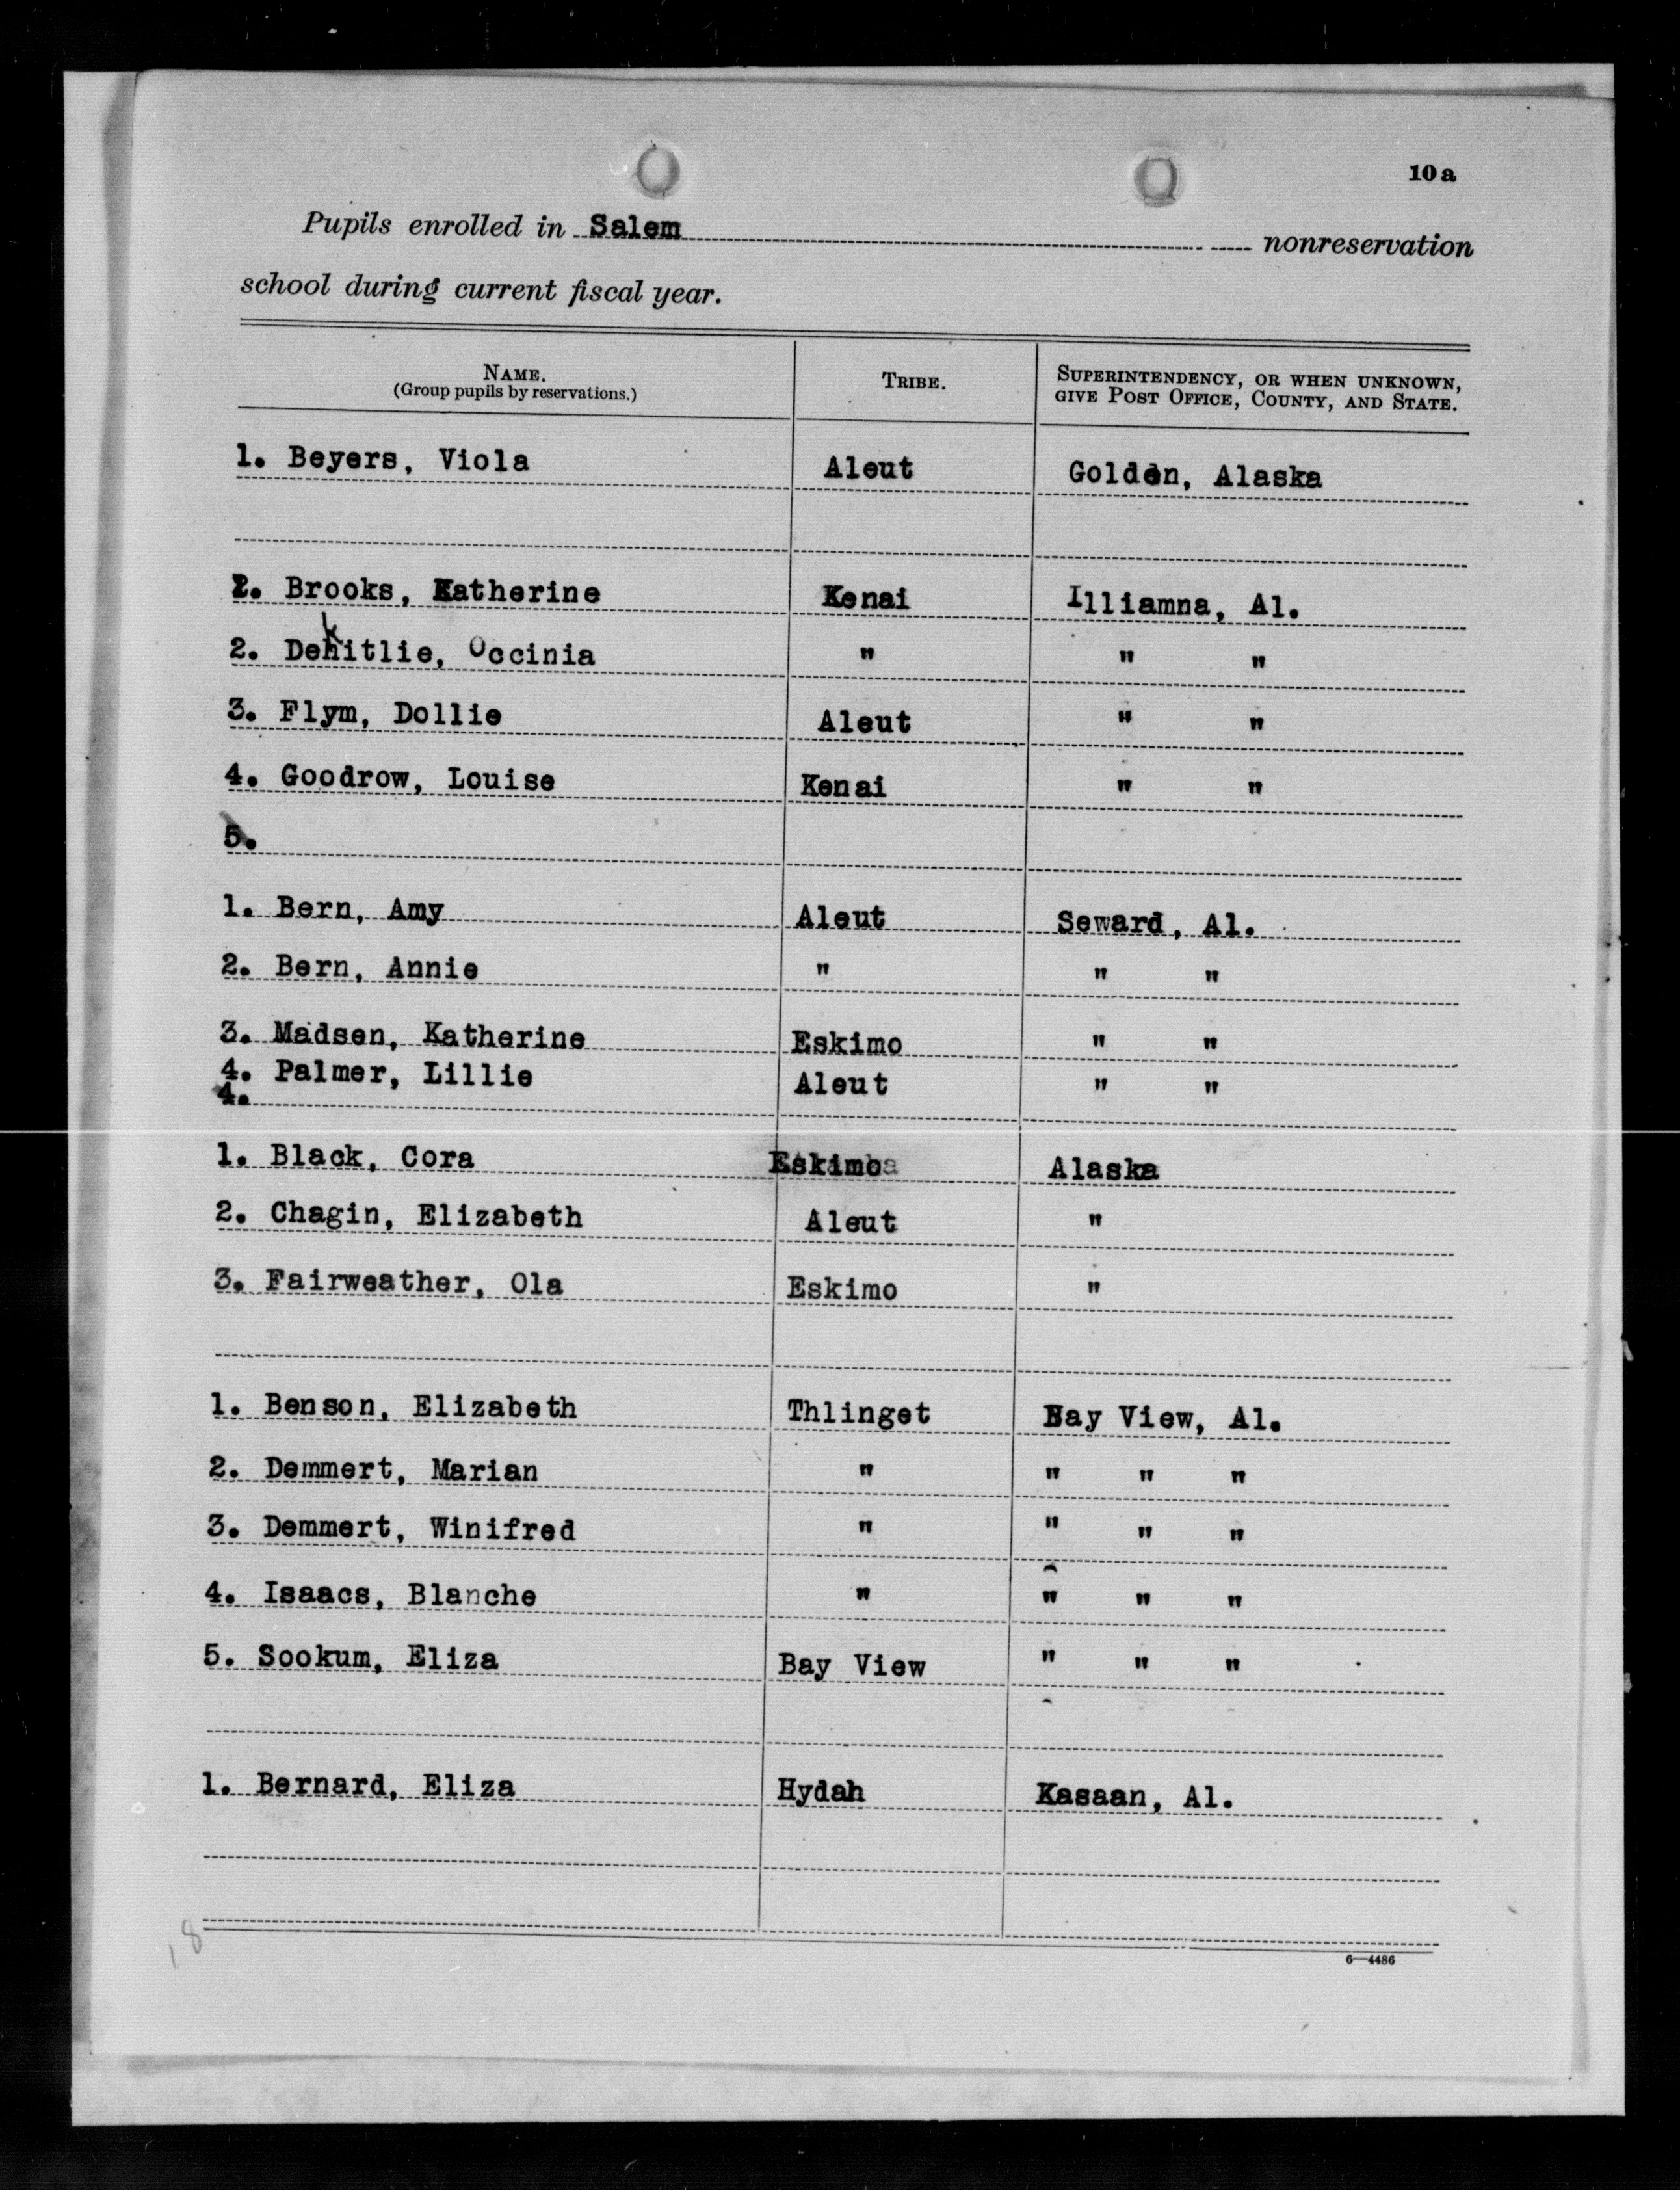 10a
Pupils enrolled in Salem nonreservation
school during current fiscal year.
NAME. (Group pupils by reservations.) TRIBE. SUPERINTENDENCY, OR WHEN UNKNOWN, GIVE POST OFFICE, COUNTY, AND STATE.
1. Beyers, Viola Aleut Golden, Alaska
1. Brooks, Katherine Kenai Illiamna, Al.
2. Dekitlie, Occinia " " "
3. Flym, Dollie Aleut " "
4. Goodrow, Louise Kenai " "
5.
1. Bern, Amy Aleut Seward, Al.
2. Bern, Annie " " "
3. Madsen, Katherine Eskimo " "
4. Palmer, Lillie Aleut " "
4.
1. Black, Cora Eskimo Alaska
2. Chagin, Elizabeth Aleut "
3. Fairweather, Ola Eskimo "
1. Benson, Elizabeth Thlinget Bay View, Al.
2. Demmert, Marian " " " "
3. Demmert, Winifred " " " "
4. Isaacs, Blanche " " " "
5. Sookum, Eliza Bay View " " "
1. Bernard, Eliza Hydah Kasaan, Al.
18
6—4486